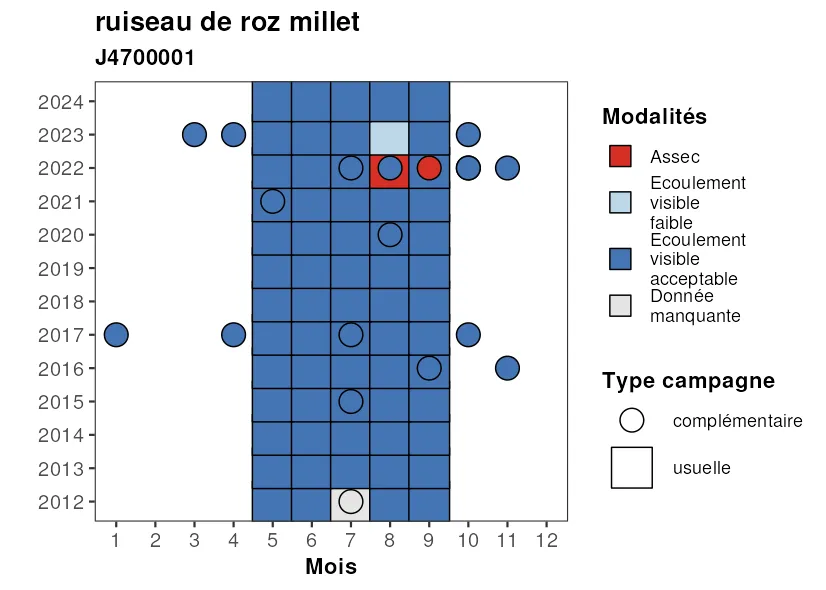 ruiseau de roz millet
J4700001
2024
2023
2022
2021
2020
2019
2018
2017
2016
2015
2014
2013
2012
1 2 3 4 5 6 7 8 9 10 11 12
Mois
Modalités
Assec
Ecoulement
visible
faible
Ecoulement
visible
acceptable
Donnée
manquante
Type campagne
complémentaire
usuelle